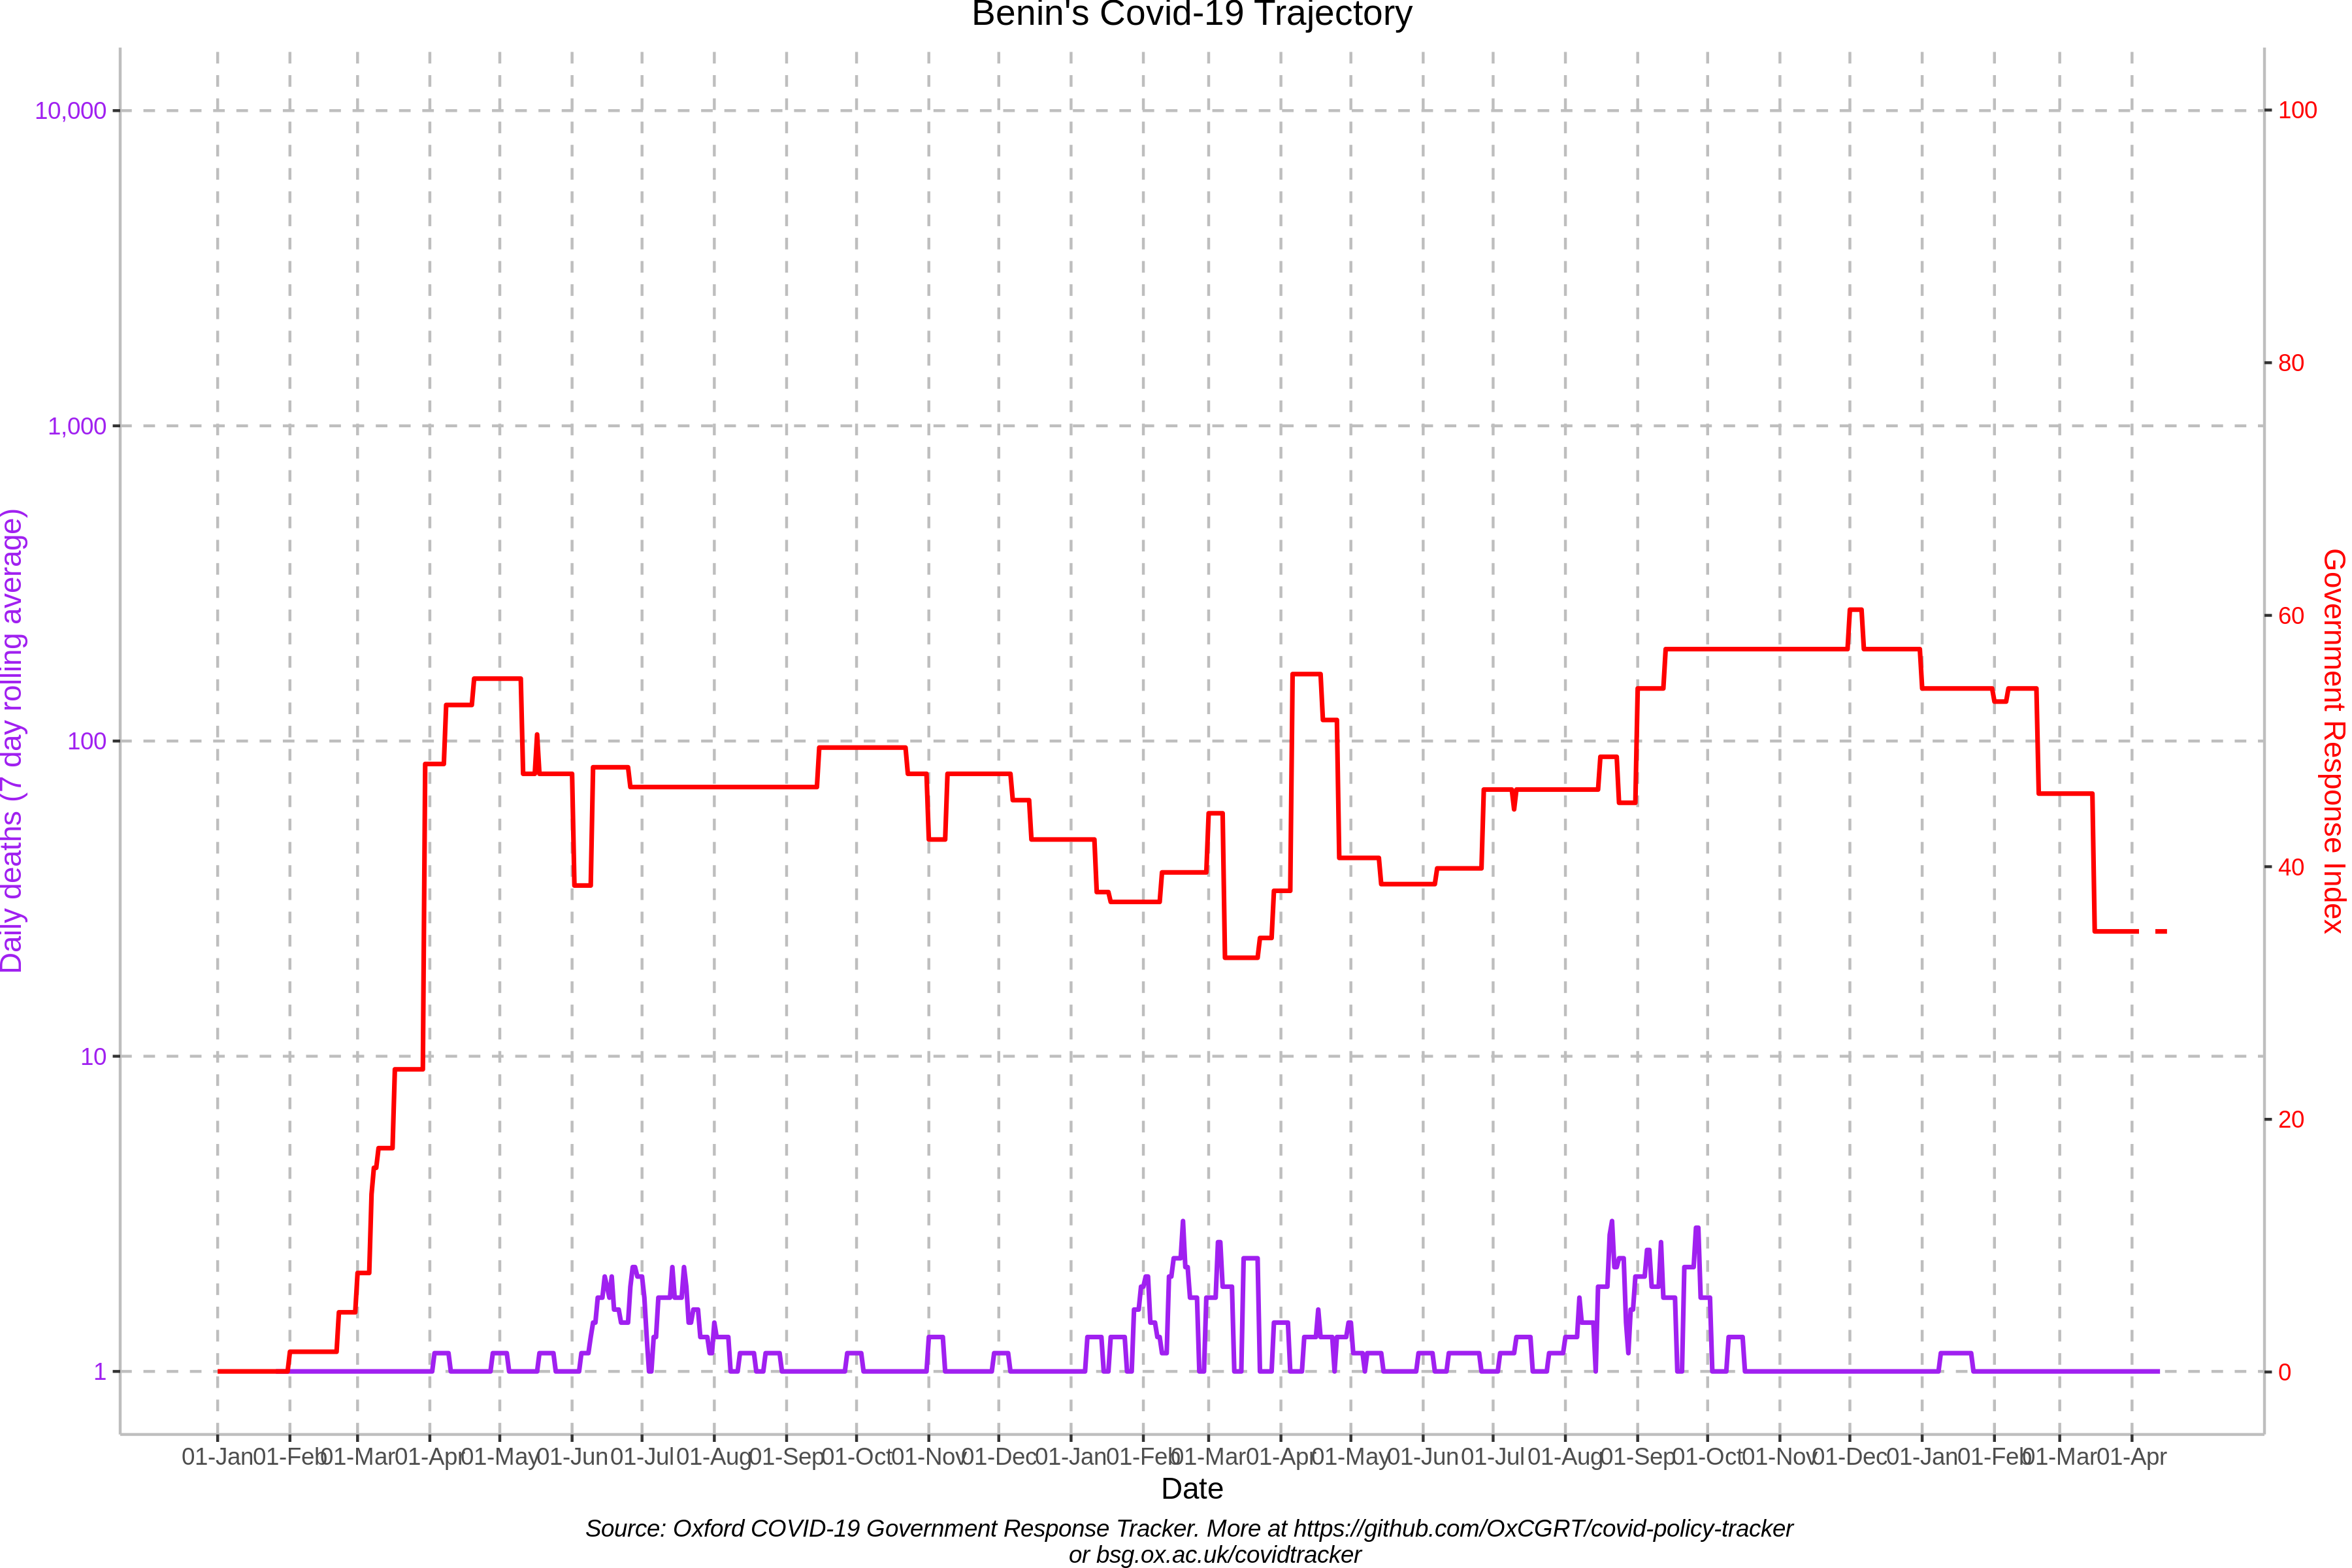 Benin's Covid-19 Trajectory
10,000
1,000
100
10
1
Daily deaths (7 day rolling average)
100
80
60
40
20
0
Government Response Index
01-Jan 01-Feb 01-Mar 01-Apr 01-May 01-Jun 01-Jul 01-Aug 01-Sep 01-Oct 01-Nov 01-Dec 01-Jan 01-Feb 01-Mar 01-Apr 01-May 01-Jun 01-Jul 01-Aug 01-Sep 01-Oct 01-Nov 01-Dec 01-Jan 01-Feb 01-Mar 01-Apr
Date
Source: Oxford COVID-19 Government Response Tracker. More at https://github.com/OxCGRT/covid-policy-tracker
or bsg.ox.ac.uk/covidtracker